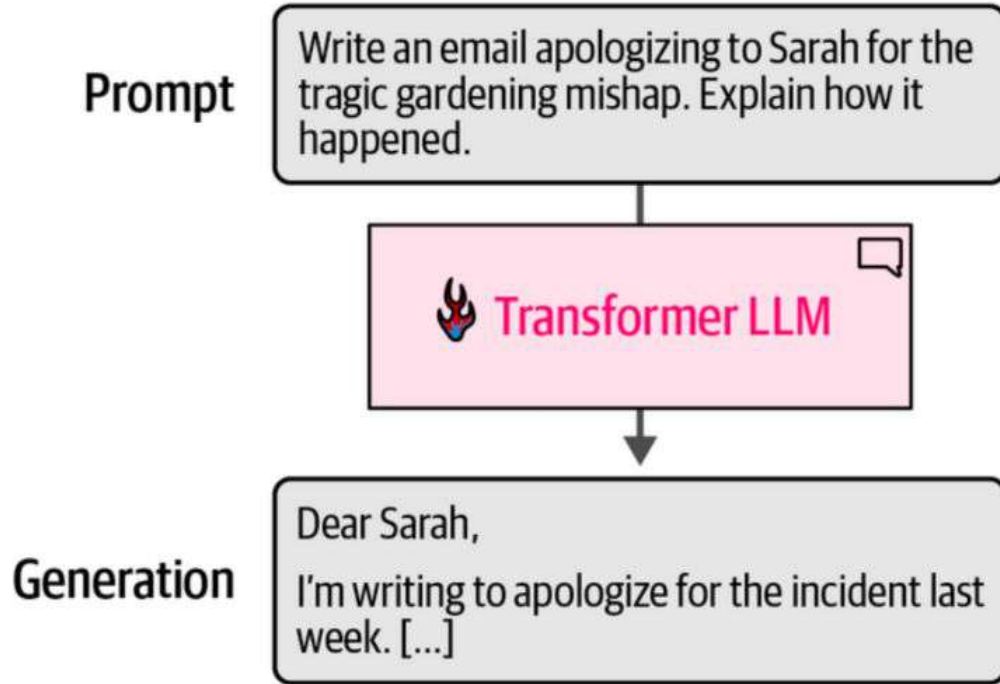 Prompt
Write an email apologizing to Sarah for the
tragic gardening mishap. Explain how it
happened.
Transformer LLM
Generation
Dear Sarah,
I'm writing to apologize for the incident last
week. [...]